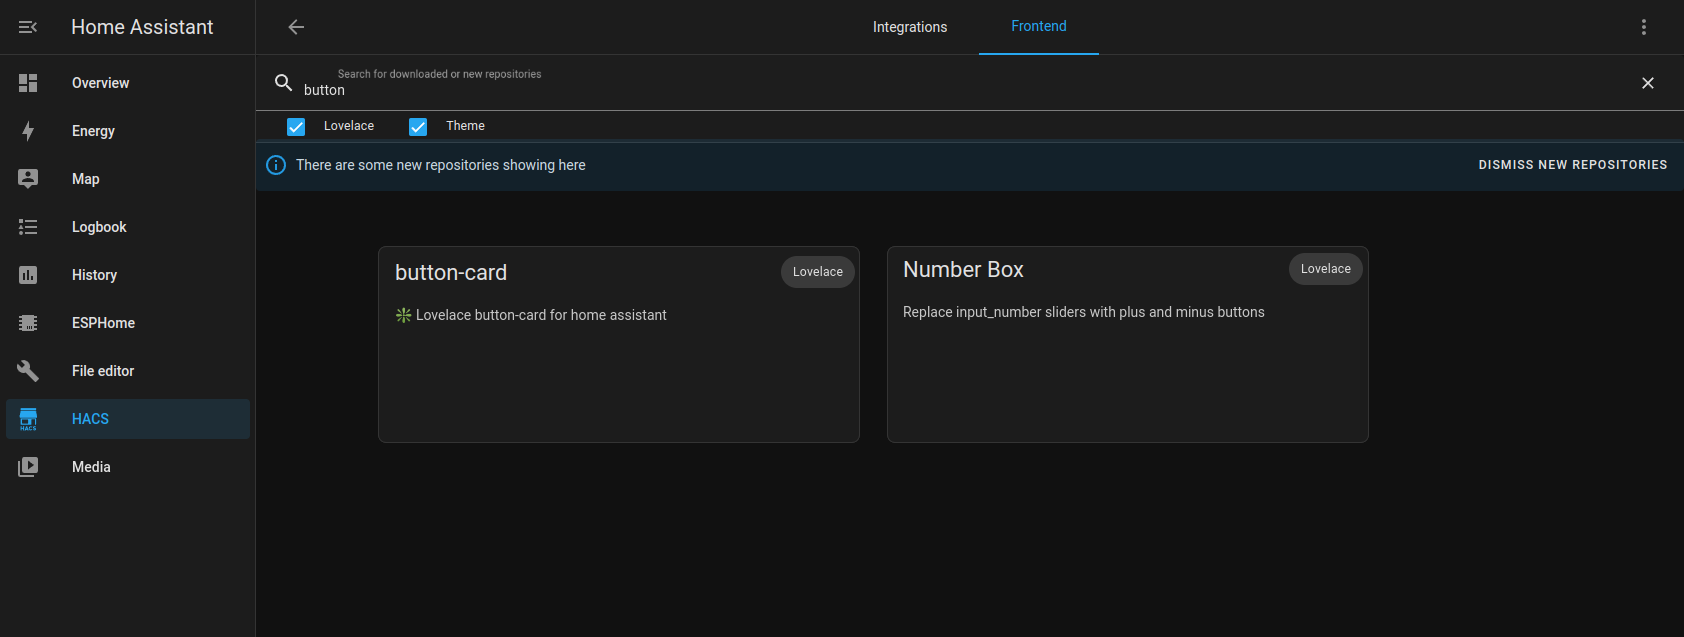 Home Assistant
Integrations
Frontend
Search for downloaded or new repositories
button
Lovelace
Theme
There are some new repositories showing here
DISMISS NEW REPOSITORIES
Overview
Energy
Map
Logbook
History
ESPHome
File editor
HACS
HACS
Media
button-card
Lovelace
Lovelace button-card for home assistant
Number Box
Lovelace
Replace input_number sliders with plus and minus buttons